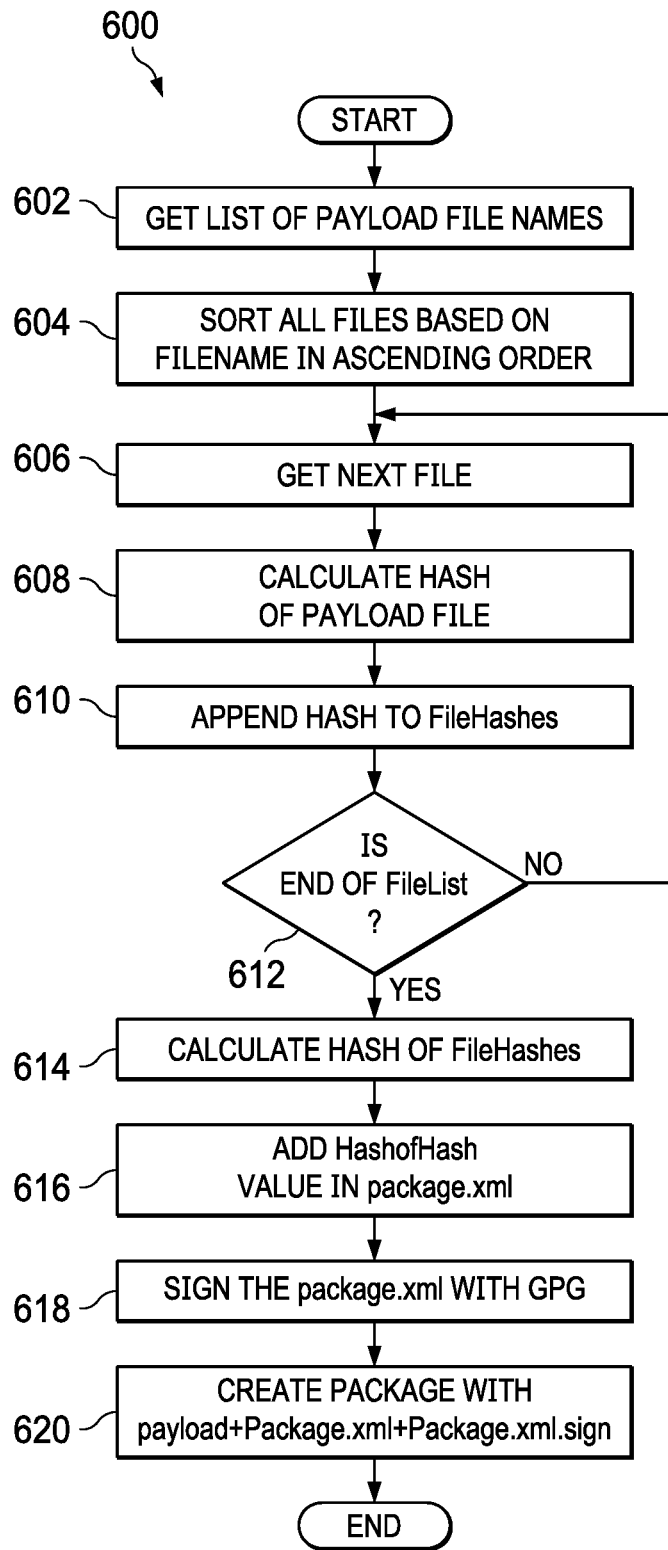 600
START
602
GET LIST OF PAYLOAD FILE NAMES
604
SORT ALL FILES BASED ON
FILENAME IN ASCENDING ORDER
606
GET NEXT FILE
608
CALCULATE HASH
OF PAYLOAD FILE
610
APPEND HASH TO FileHashes
IS
END OF FileList
?
NO
612
YES
614
CALCULATE HASH OF FileHashes
616
ADD HashofHash
VALUE IN package.xml
618
SIGN THE package.xml WITH GPG
620
CREATE PACKAGE WITH
payload+Package.xml+Package.xml.sign
END